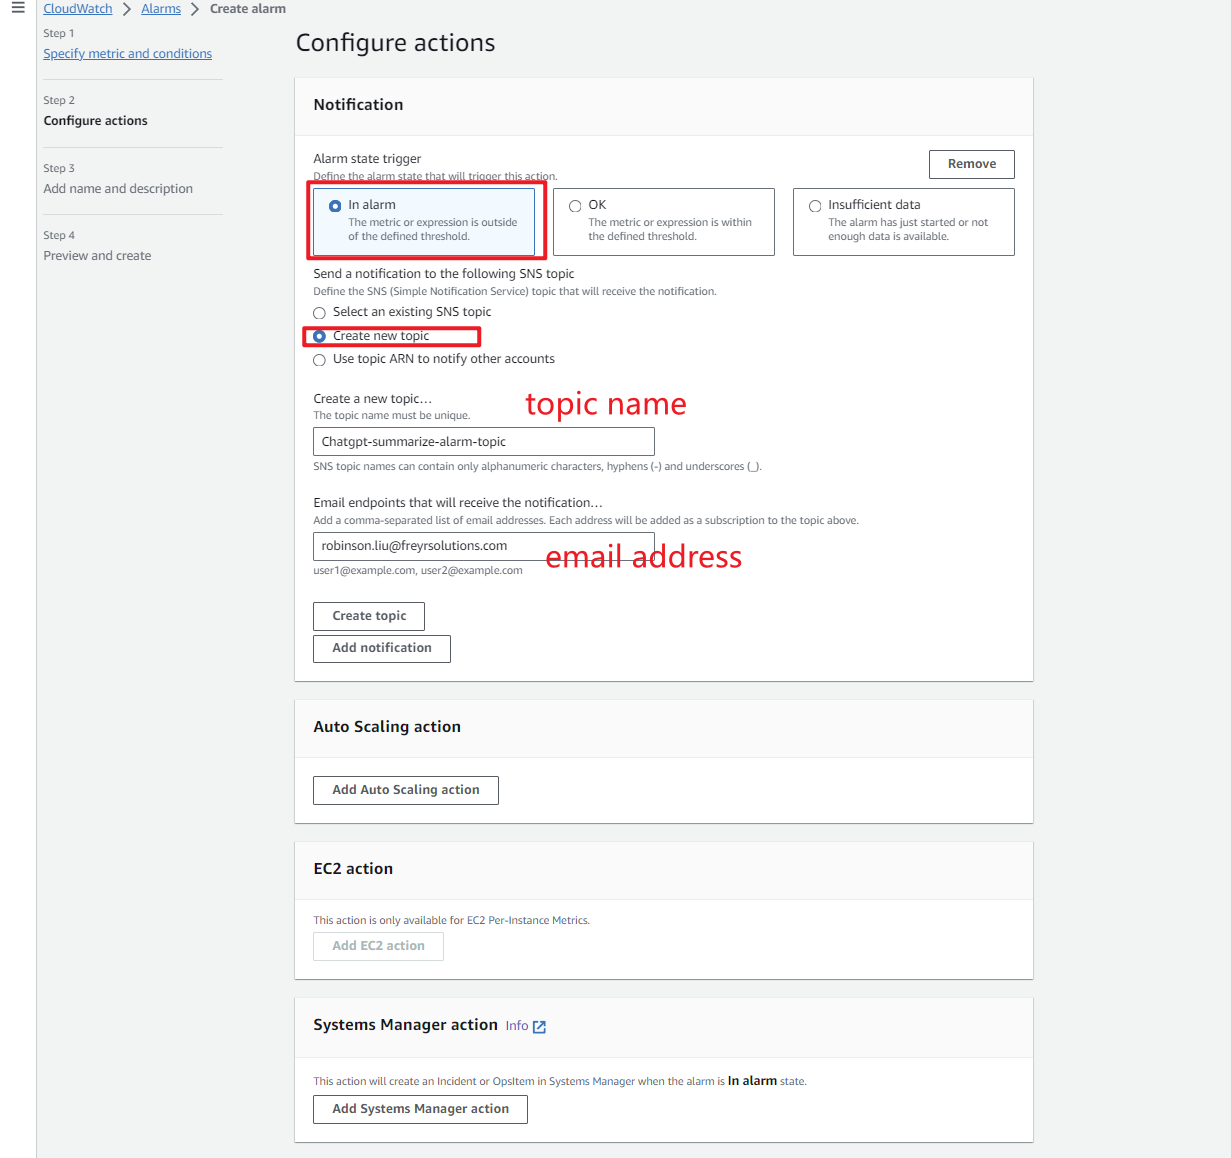 CloudWatch > Alarms > Create alarm
Step 1
Specify metric and conditions
Step 2
Configure actions
Step 3
Add name and description
Step 4
Preview and create
Configure actions
Notification
Alarm state trigger
Define the alarm state that will trigger this action.
Remove
In alarm
The metric or expression is outside
of the defined threshold.
OK
The metric or expression is within
the defined threshold.
Insufficient data
The alarm has just started or not
enough data is available.
Send a notification to the following SNS topic
Define the SNS (Simple Notification Service) topic that will receive the notification.
Select an existing SNS topic
Create new topic
Use topic ARN to notify other accounts
Create a new topic…
topic name
The topic name must be unique.
Chatgpt-summarize-alarm-topic
SNS topic names can contain only alphanumeric characters, hyphens (-) and underscores (_).
Email endpoints that will receive the notification…
Add a comma-separated list of email addresses. Each address will be added as a subscription to the topic above.
robinson.liu@freyrsolutions.com
email address
user1@example.com, user2@example.com
Create topic
Add notification
Auto Scaling action
Add Auto Scaling action
EC2 action
This action is only available for EC2 Per-Instance Metrics.
Add EC2 action
Systems Manager action Info
This action will create an Incident or OpsItem in Systems Manager when the alarm is In alarm state.
Add Systems Manager action